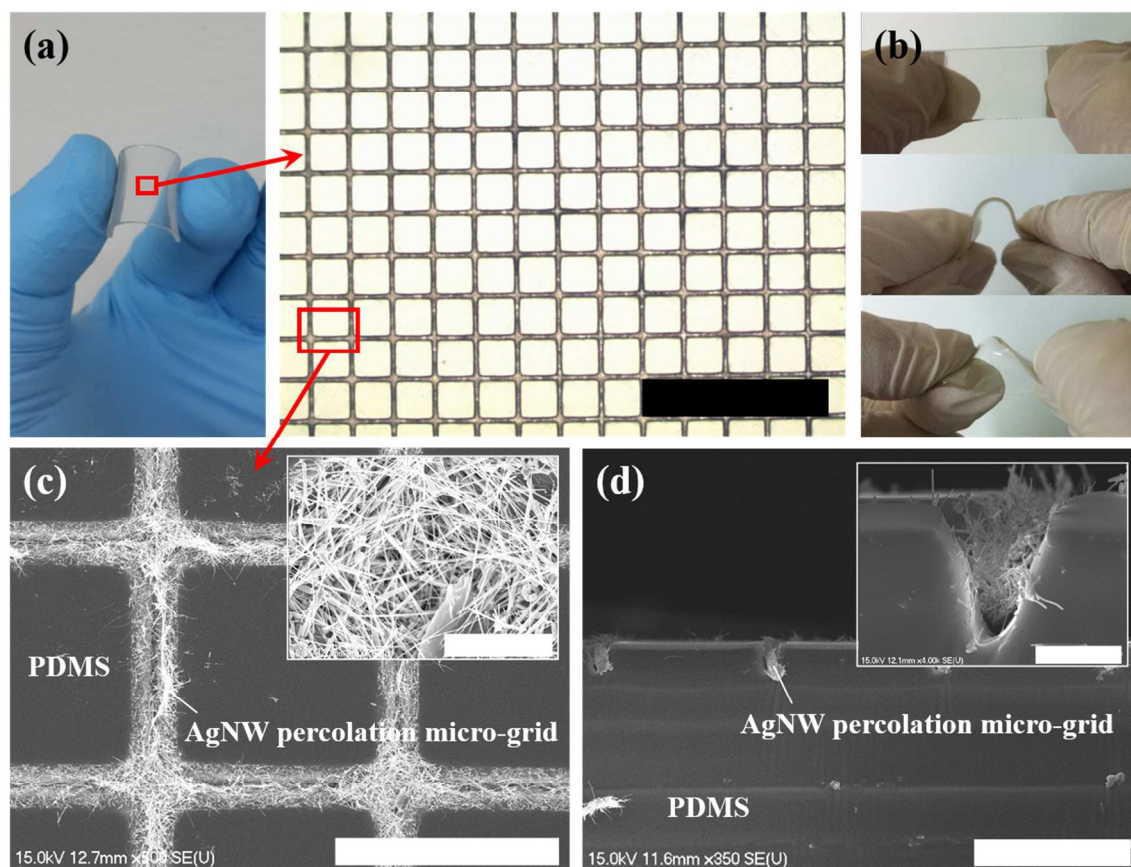 (a)
(b)
(c)
PDMS
AgNW percolation micro-grid
15.0kV 12.7mm x500 SE(U)
(d)
15.0kV 12.1mm x4.00k SE(U)
AgNW percolation micro-grid
PDMS
15.0kV 11.6mm x350 SE(U)